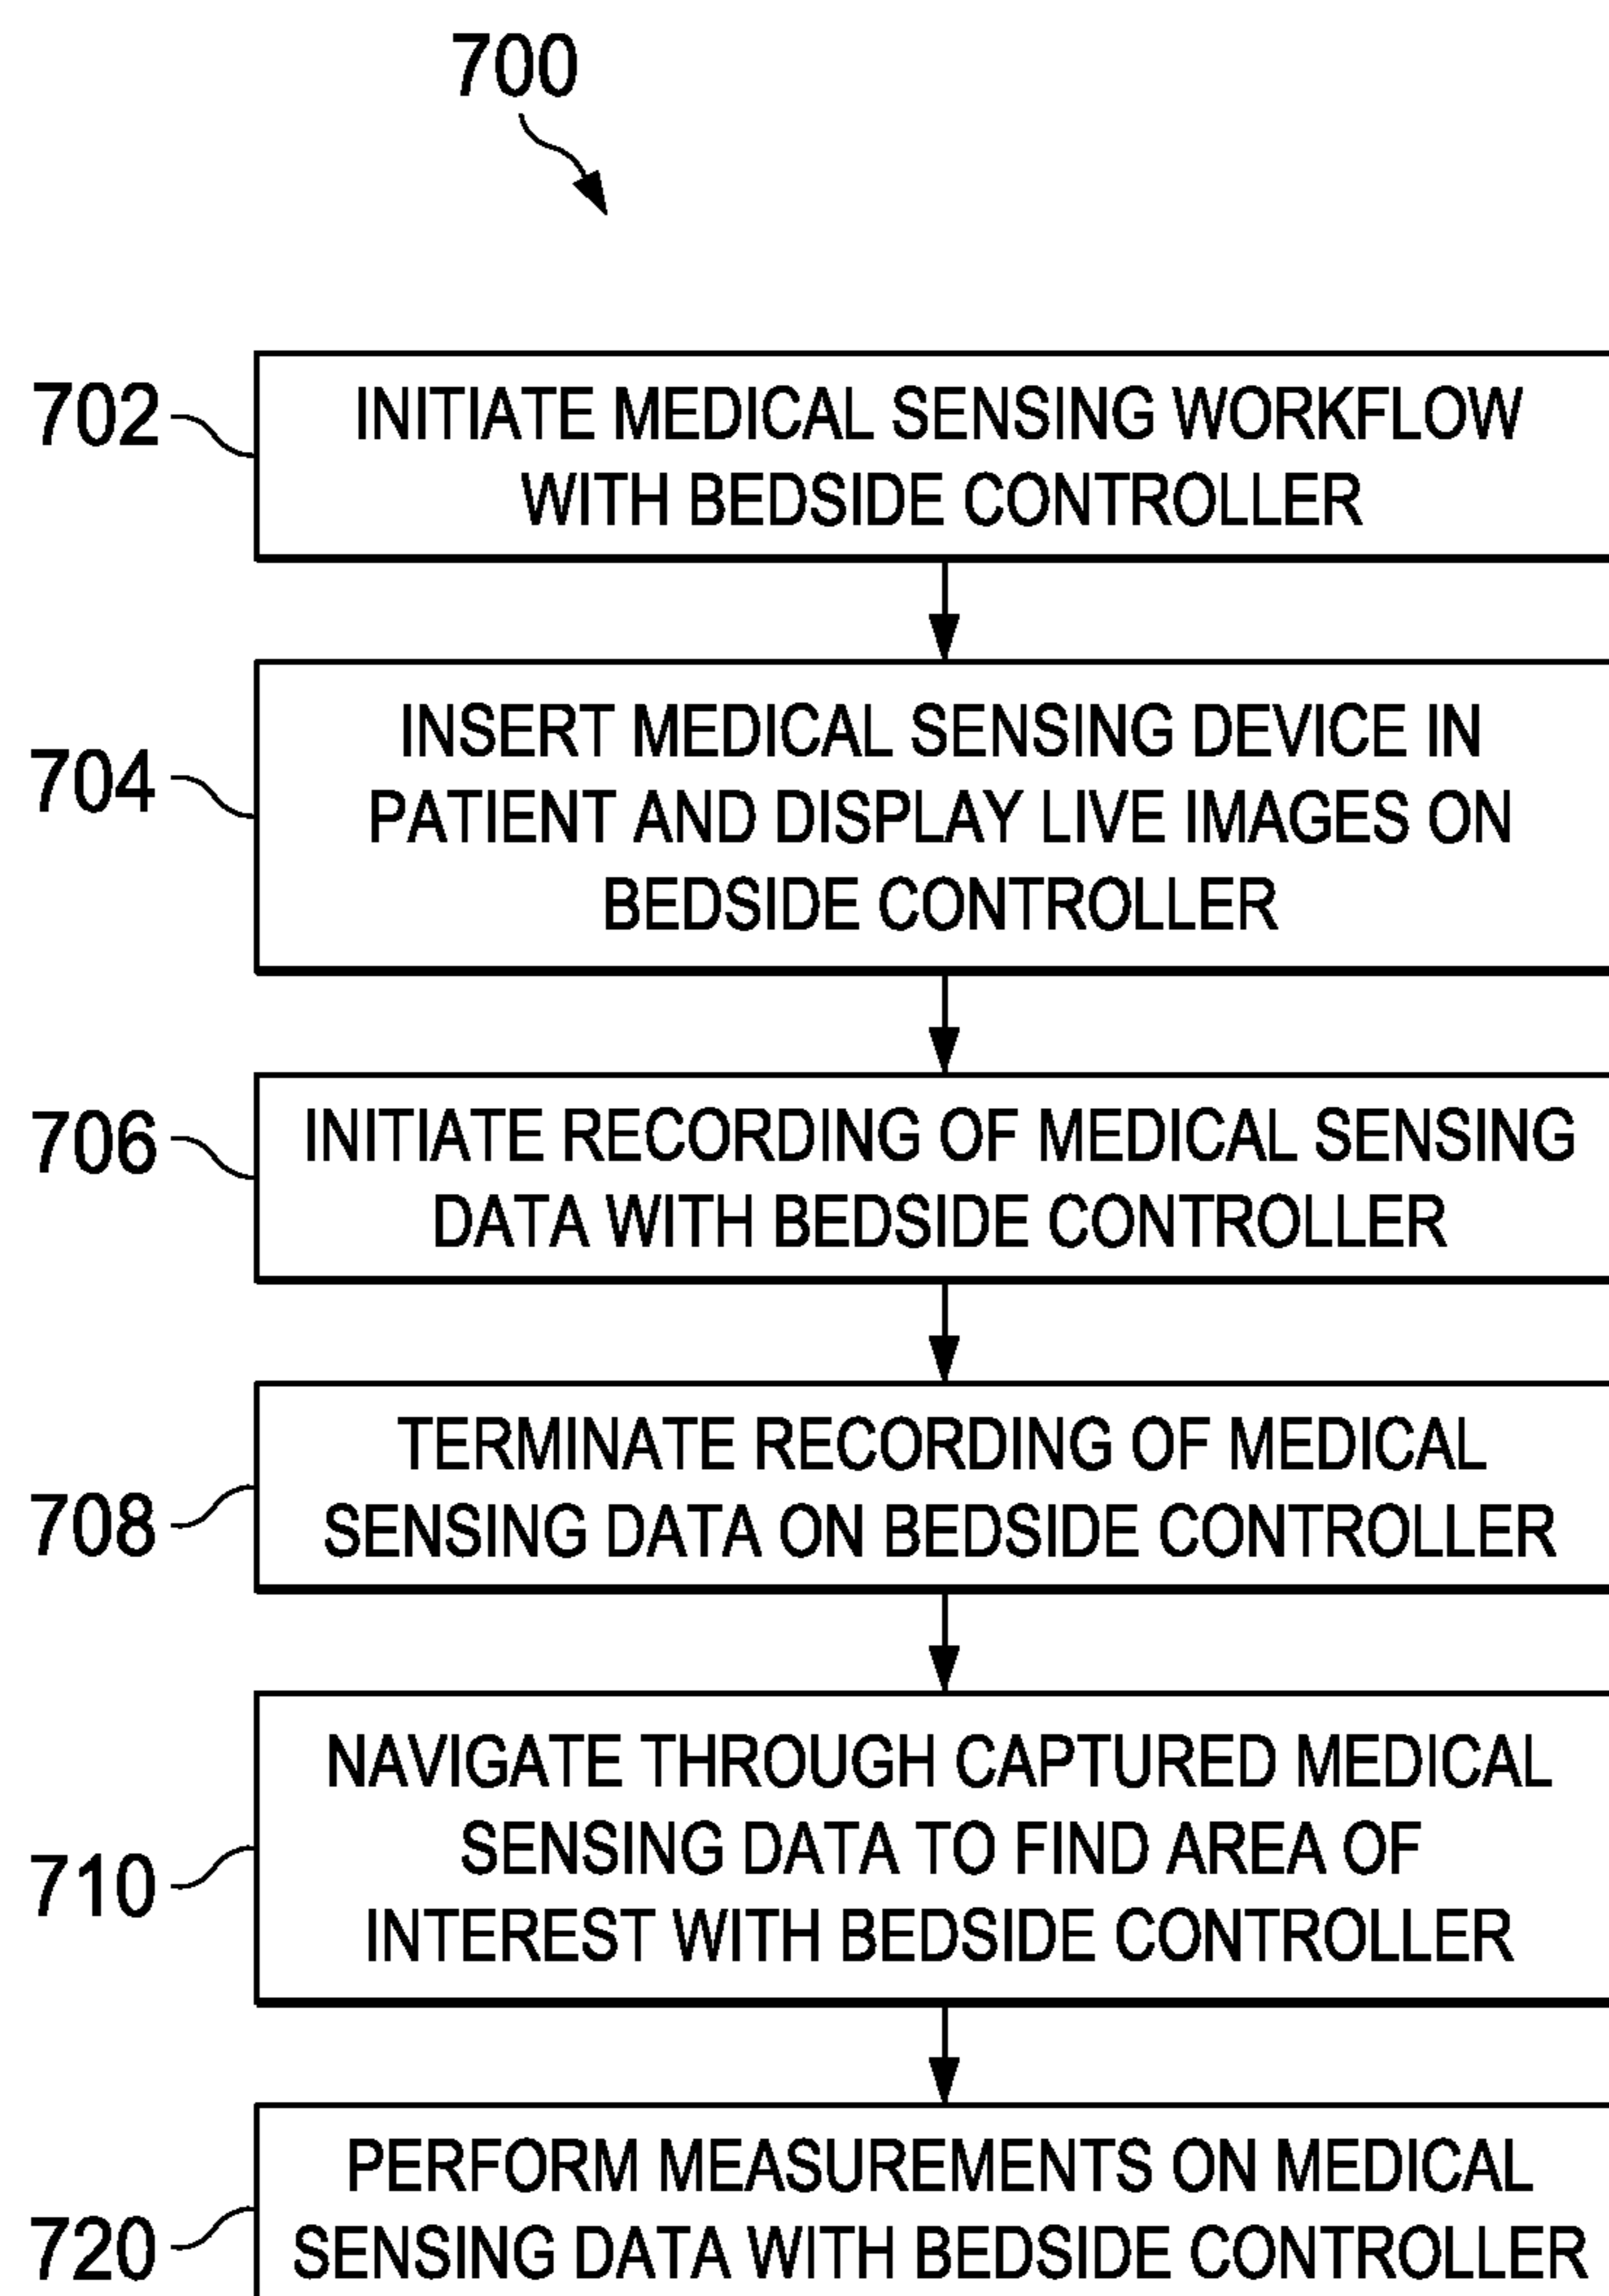 700
702
INITIATE MEDICAL SENSING WORKFLOW
WITH BEDSIDE CONTROLLER
704
INSERT MEDICAL SENSING DEVICE IN
PATIENT AND DISPLAY LIVE IMAGES ON
BEDSIDE CONTROLLER
706
INITIATE RECORDING OF MEDICAL SENSING
DATA WITH BEDSIDE CONTROLLER
708
TERMINATE RECORDING OF MEDICAL
SENSING DATA ON BEDSIDE CONTROLLER
710
NAVIGATE THROUGH CAPTURED MEDICAL
SENSING DATA TO FIND AREA OF
INTEREST WITH BEDSIDE CONTROLLER
720
PERFORM MEASUREMENTS ON MEDICAL
SENSING DATA WITH BEDSIDE CONTROLLER